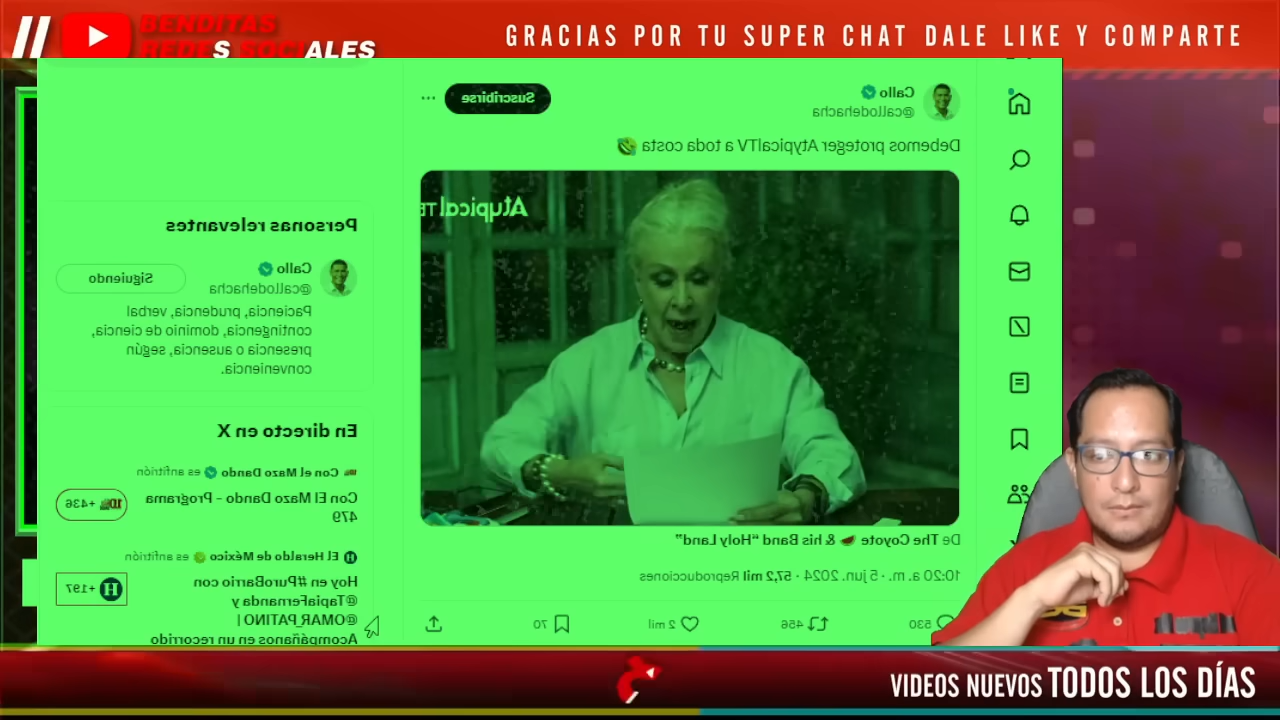 BENDITAS
REDES SOCIALES
GRACIAS POR TU SUPER CHAT DALE LIKE Y COMPARTE
Callo
@callodehacha
Suscribirse
Debemos proteger AtypicalTV a toda costa
Atypical TE
De The Coyote & his Band "Holy Land"
10:20 a. m. · 5 jun. 2024 · 57,2 mil Reproducciones
530
456
2 mil
70
Personas relevantes
Callo
@callodehacha
Siguiendo
Paciencia, prudencia, verbal
contingencia, dominio de ciencia,
presencia o ausencia, según
conveniencia.
En directo en X
Con el Mazo Dando es anfitrión
Con El Mazo Dando - Programa
479
+436
El Heraldo de México es anfitrión
Hoy en #PuroBarrio con
@TapiaFernanda y
@OMAR_PATINO |
Acompáñanos en un recorrido
H +197
VIDEOS NUEVOS TODOS LOS DÍAS